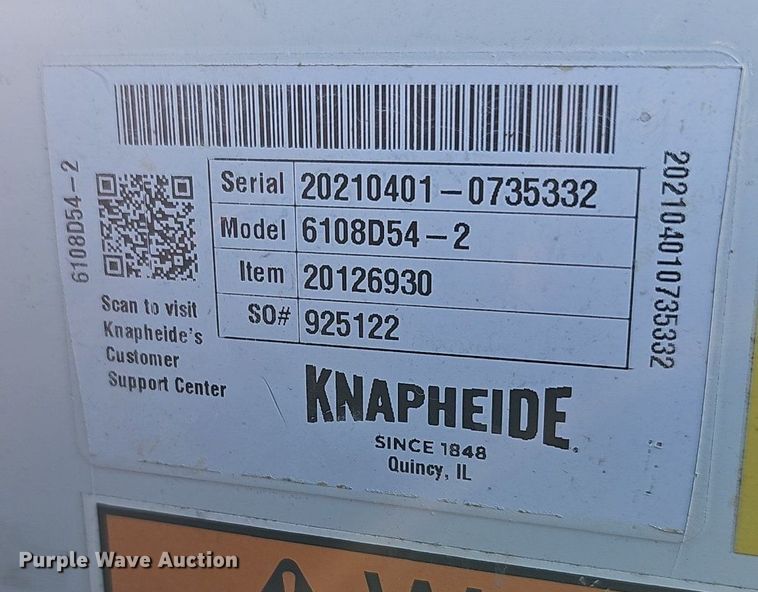 Serial 20210401-0735332
Model 6108D54-2
Item 20126930
SO# 925122
6108D54-2
202104010735332
Scan to visit
Knapheide's
Customer
Support Center
KNAPHEIDE
SINCE 1848
Quincy, IL
Purple Wave Auction